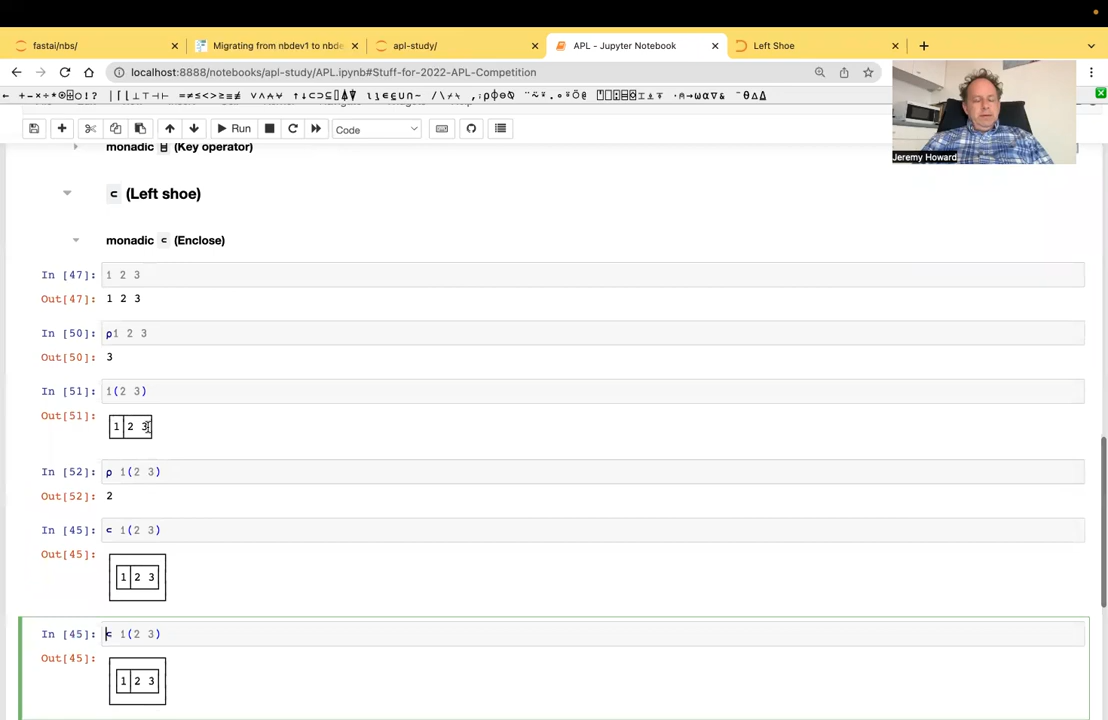 fastai/nbs/
Migrating from nbdev1 to nbde
apl-study/
APL - Jupyter Notebook
Left Shoe
localhost:8888/notebooks/apl-study/APL.ipynb#Stuff-for-2022-APL-Competition
Run
Code
Jeremy Howard
monadic ⌸ (Key operator)
⊂ (Left shoe)
monadic ⊂ (Enclose)
In [47]: 1 2 3
Out[47]: 1 2 3
In [50]: ⍴1 2 3
Out[50]: 3
In [51]: 1(2 3)
Out[51]: 1 2 3
In [52]: ⍴ 1(2 3)
Out[52]: 2
In [45]: ⊂ 1(2 3)
Out[45]: 1 2 3
In [45]: ⊂ 1(2 3)
Out[45]: 1 2 3